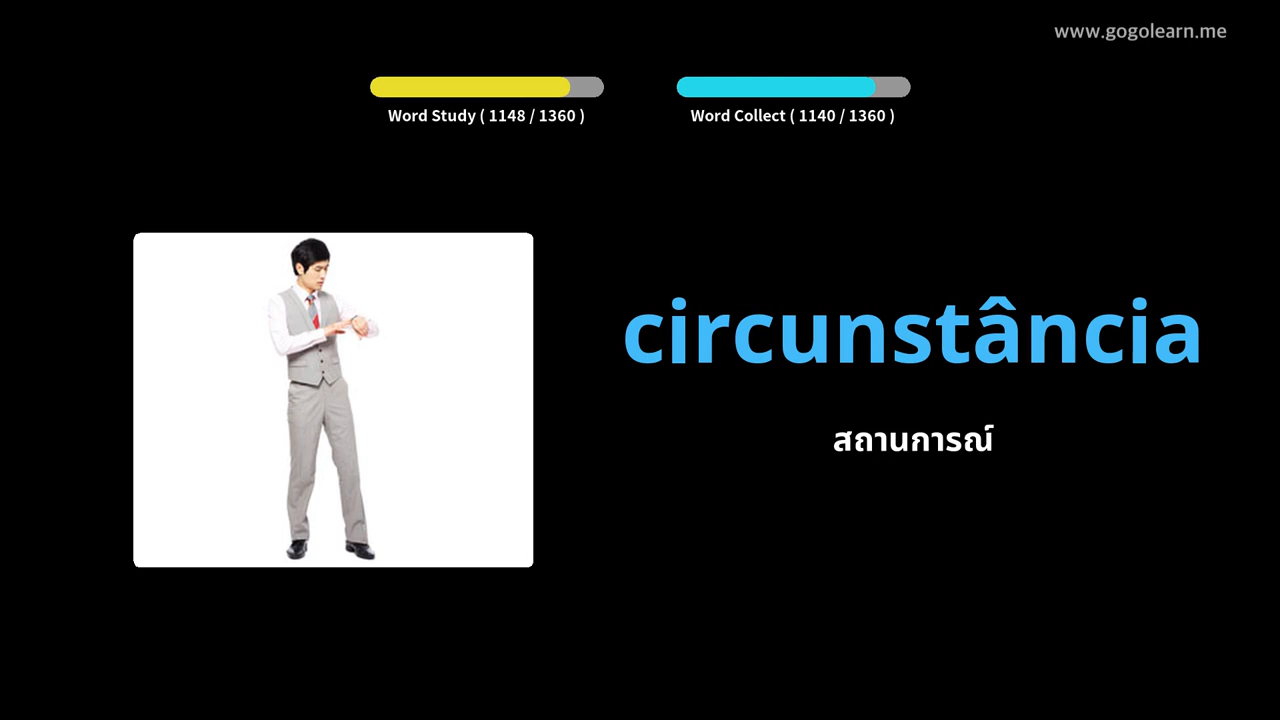 www.gogolearn.me
Word Study ( 1148 / 1360 )
Word Collect ( 1140 / 1360 )
circunstância
สถานการณ์